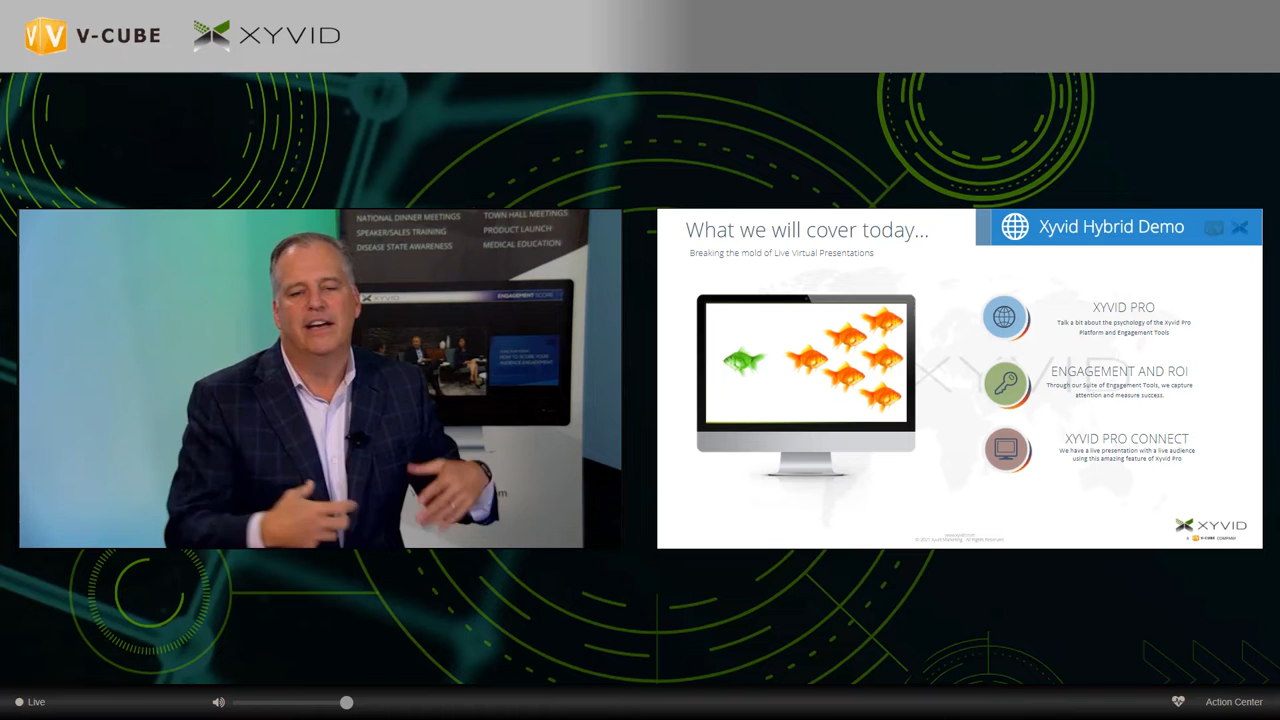 V-CUBE
XYVID
NATIONAL DINNER MEETINGS
SPEAKER/SALES TRAINING
DISEASE STATE AWARENESS
TOWN HALL MEETINGS
PRODUCT LAUNCH
MEDICAL EDUCATION
XYVID
ENGAGEMENT
What we will cover today...
Breaking the mold of Live Virtual Presentations
Xyvid Hybrid Demo
XYVID PRO
Talk a bit about the psychology of the Xyvid Pro
Platform and Engagement Tools
ENGAGEMENT AND ROI
Through our Suite of Engagement Tools, we capture
attention and measure success.
XYVID PRO CONNECT
We have a live presentation with a live audience
using this amazing feature of Xyvid Pro
XYVID
A V-CUBE COMPANY
Live
Action Center